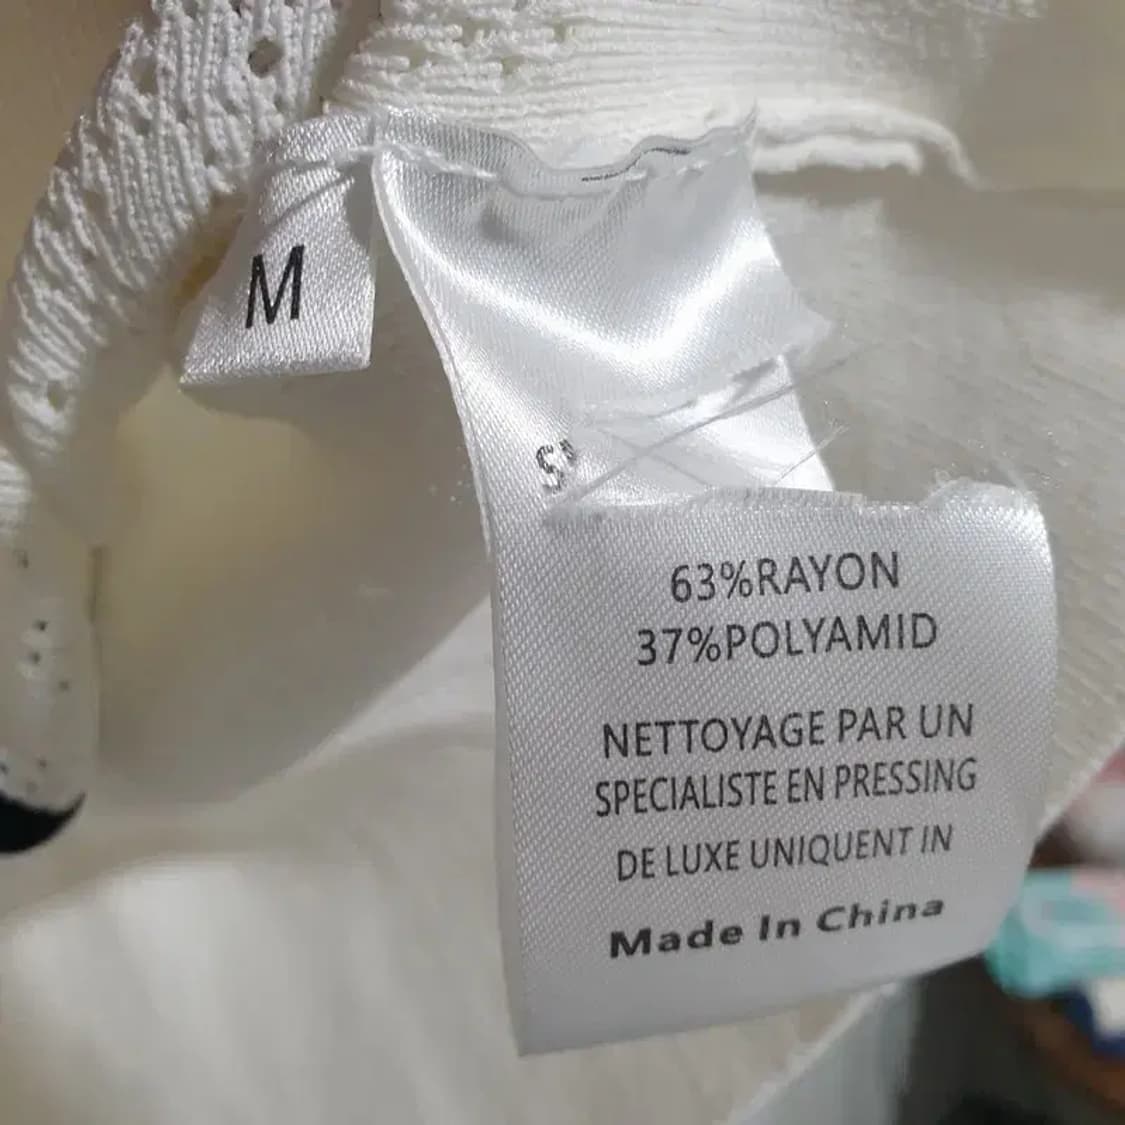 M
63%RAYON
37%POLYAMID
NETTOYAGE PAR UN
SPECIALISTE EN PRESSING
DE LUXE UNIQUENT IN
Made In China